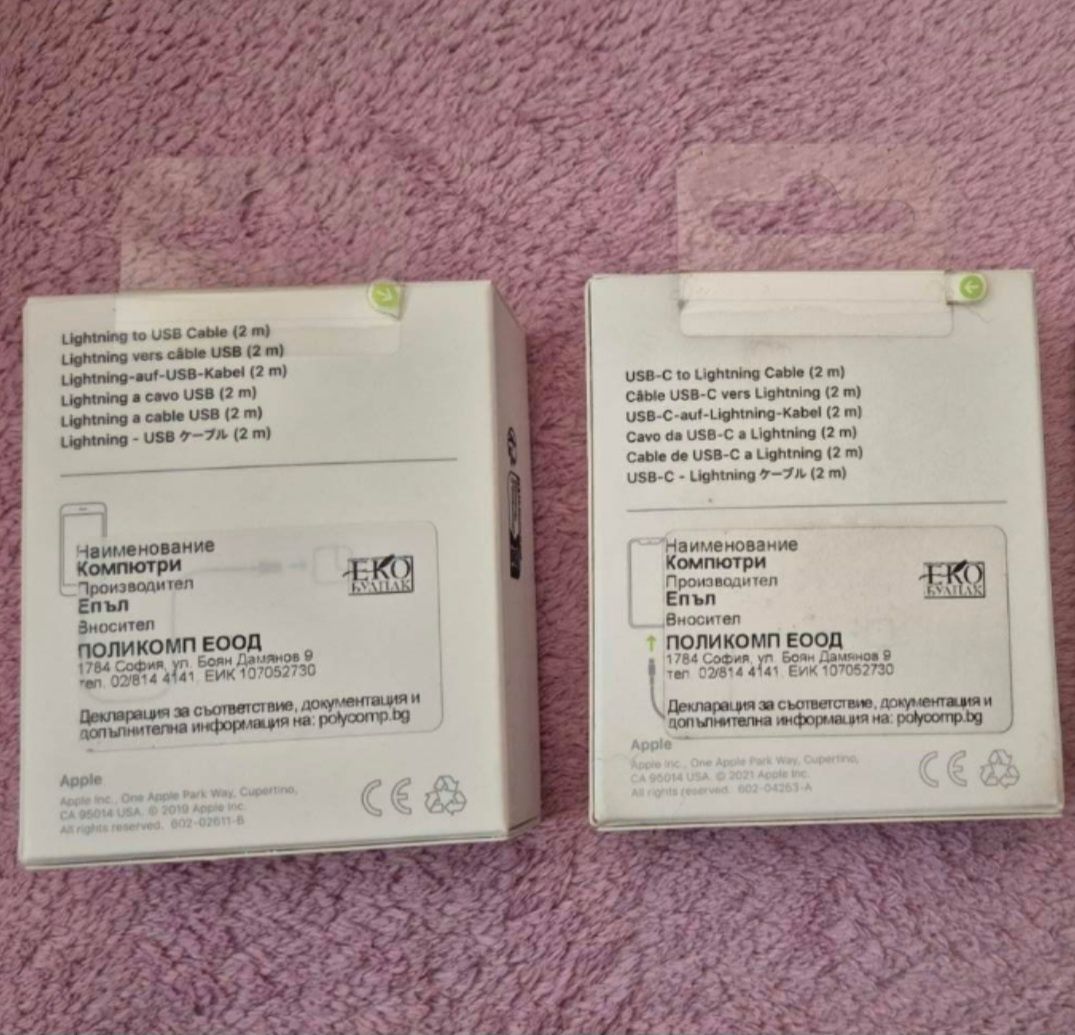 Lightning to USB Cable (2 m)
Lightning vers câble USB (2 m)
Lightning-auf-USB-Kabel (2 m)
Lightning a cavo USB (2 m)
Lightning a cable USB (2 m)
Lightning - USB ケーブル (2 m)
Наименование
Компютри
Производител
Епъл
Вносител
ПОЛИКОМП ЕООД
1784 София, ул. Боян Дамянов 9
тел. 02/814 4141, ЕИК 107052730
Декларация за съответствие, документация и
допълнителна информация на: polycomp.bg
ЕКО
БУЛПАК
Apple
Apple Inc., One Apple Park Way, Cupertino,
CA 95014 USA. © 2019 Apple Inc.
All rights reserved. 602-02611-B
CE
USB-C to Lightning Cable (2 m)
Câble USB-C vers Lightning (2 m)
USB-C-auf-Lightning-Kabel (2 m)
Cavo da USB-C a Lightning (2 m)
Cable de USB-C a Lightning (2 m)
USB-C - Lightning ケーブル (2 m)
Наименование
Компютри
Производител
Епъл
Вносител
ПОЛИКОМП ЕООД
1784 София, ул. Боян Дамянов 9
тел. 02/814 4141, ЕИК 107052730
Декларация за съответствие, документация и
допълнителна информация на: polycomp.bg
ЕКО
БУЛПАК
Apple
Apple Inc., One Apple Park Way, Cupertino,
CA 95014 USA. © 2021 Apple Inc.
All rights reserved. 602-04263-A
CE